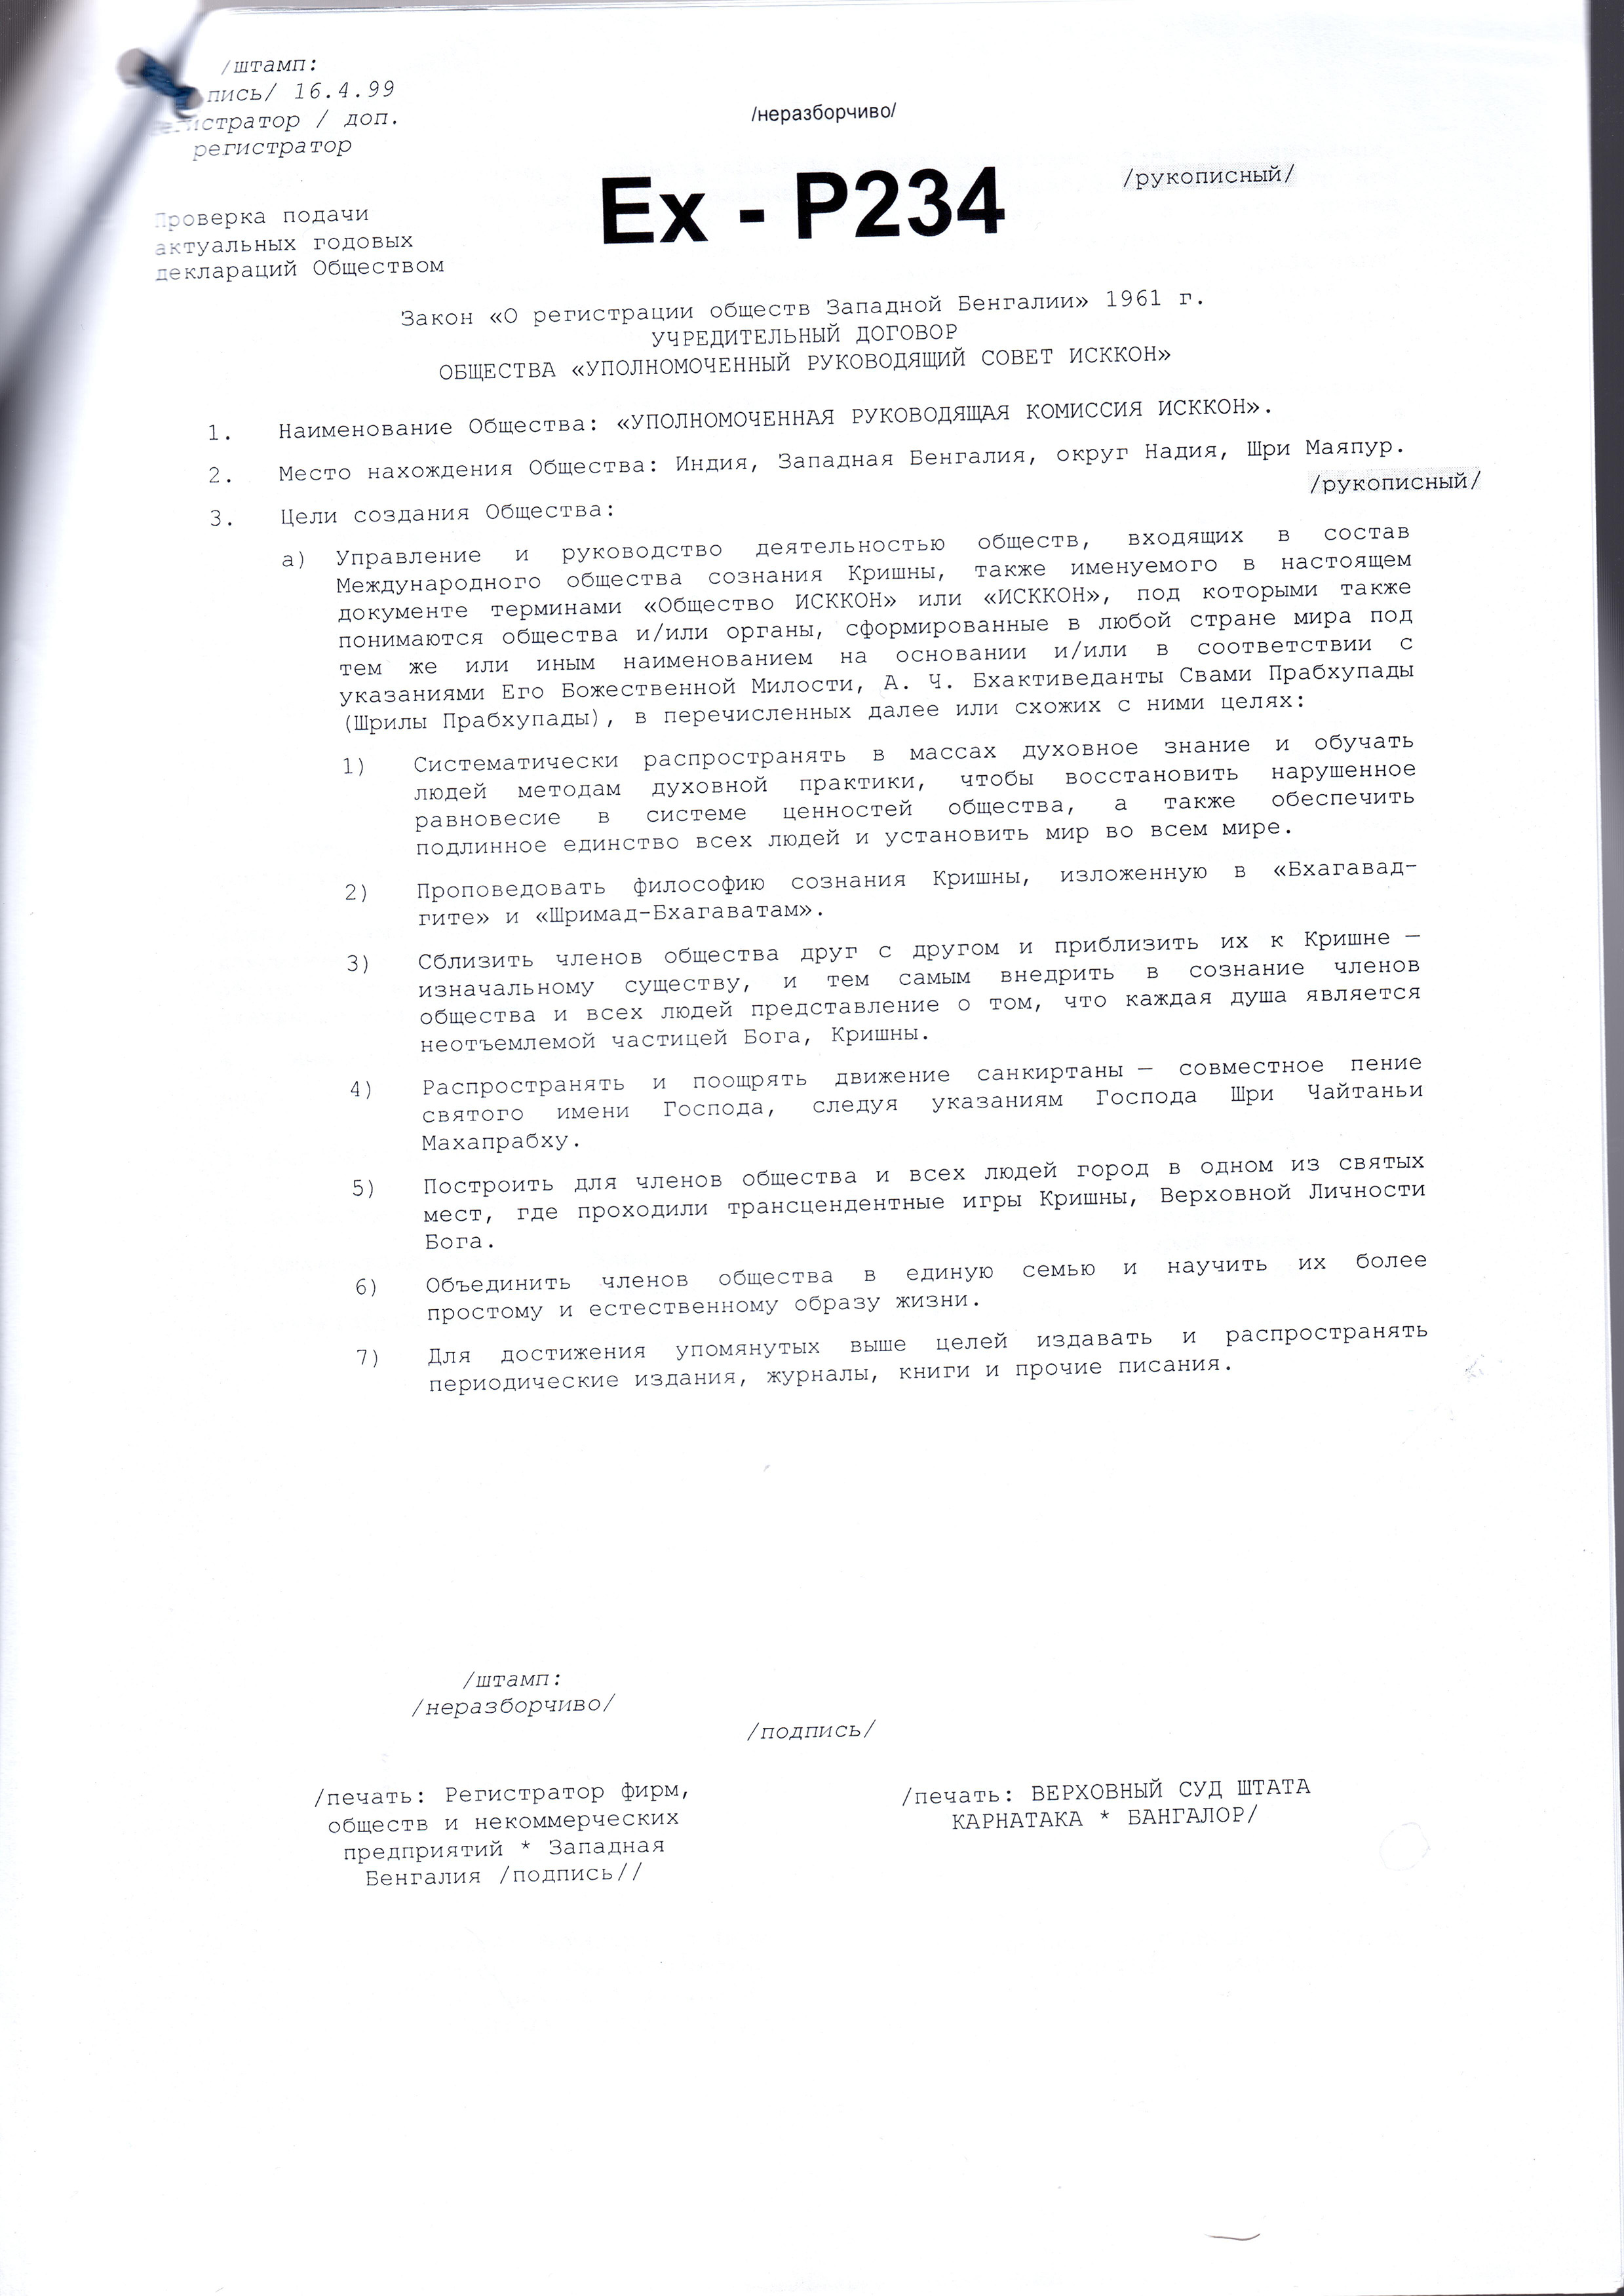 /штамп:
пись/ 16.4.99
регистратор / доп.
регистратор
/неразборчиво/
Ex - P234
/рукописный/
Проверка подачи
актуальных годовых
деклараций Обществом
Закон «О регистрации обществ Западной Бенгалии» 1961 г.
УЧРЕДИТЕЛЬНЫЙ ДОГОВОР
ОБЩЕСТВА «УПОЛНОМОЧЕННЫЙ РУКОВОДЯЩИЙ СОВЕТ ИСККОН»
1. Наименование Общества: «УПОЛНОМОЧЕННАЯ РУКОВОДЯЩАЯ КОМИССИЯ ИСККОН».
2. Место нахождения Общества: Индия, Западная Бенгалия, округ Надия, Шри Маяпур.
/рукописный/
3. Цели создания Общества:
а) Управление и руководство деятельностью обществ, входящих в состав
Международного общества сознания Кришны, также именуемого в настоящем
документе терминами «Общество ИСККОН» или «ИСККОН», под которыми также
понимаются общества и/или органы, сформированные в любой стране мира под
тем же или иным наименованием на основании и/или в соответствии с
указаниями Его Божественной Милости, А. Ч. Бхактиведанты Свами Прабхупады
(Шрилы Прабхупады), в перечисленных далее или схожих с ними целях:
1) Систематически распространять в массах духовное знание и обучать
людей методам духовной практики, чтобы восстановить нарушенное
равновесие в системе ценностей общества, а также обеспечить
подлинное единство всех людей и установить мир во всем мире.
2) Проповедовать философию сознания Кришны, изложенную в «Бхагавад-
гите» и «Шримад-Бхагаватам».
3) Сблизить членов общества друг с другом и приблизить их к Кришне —
изначальному существу, и тем самым внедрить в сознание членов
общества и всех людей представление о том, что каждая душа является
неотъемлемой частицей Бога, Кришны.
4) Распространять и поощрять движение санкиртаны — совместное пение
святого имени Господа, следуя указаниям Господа Шри Чайтаньи
Махапрабху.
5) Построить для членов общества и всех людей город в одном из святых
мест, где проходили трансцендентные игры Кришны, Верховной Личности
Бога.
6) Объединить членов общества в единую семью и научить их более
простому и естественному образу жизни.
7) Для достижения упомянутых выше целей издавать и распространять
периодические издания, журналы, книги и прочие писания.
/штамп:
/неразборчиво/
/подпись/
/печать: Регистратор фирм,
обществ и некоммерческих
предприятий * Западная
Бенгалия /подпись//
/печать: ВЕРХОВНЫЙ СУД ШТАТА
КАРНАТАКА * БАНГАЛОР/